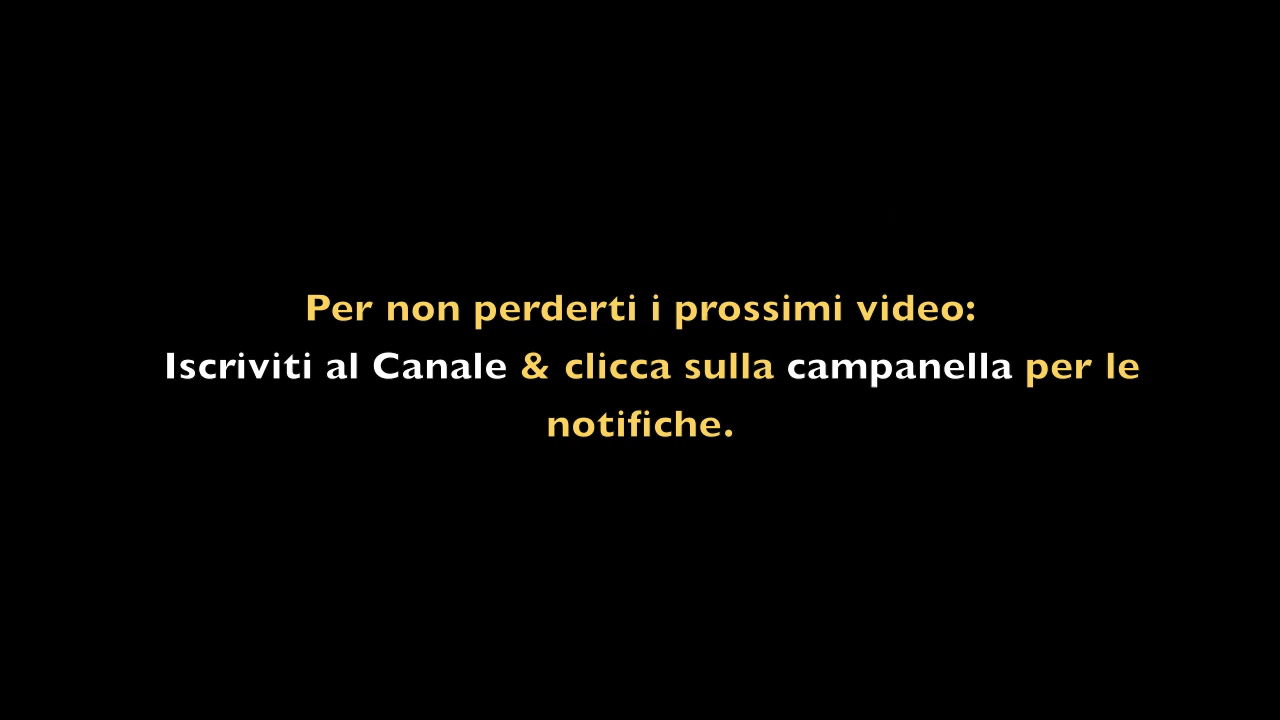 Per non perderti i prossimi video:
Iscriviti al Canale & clicca sulla campanella per le
notifiche.